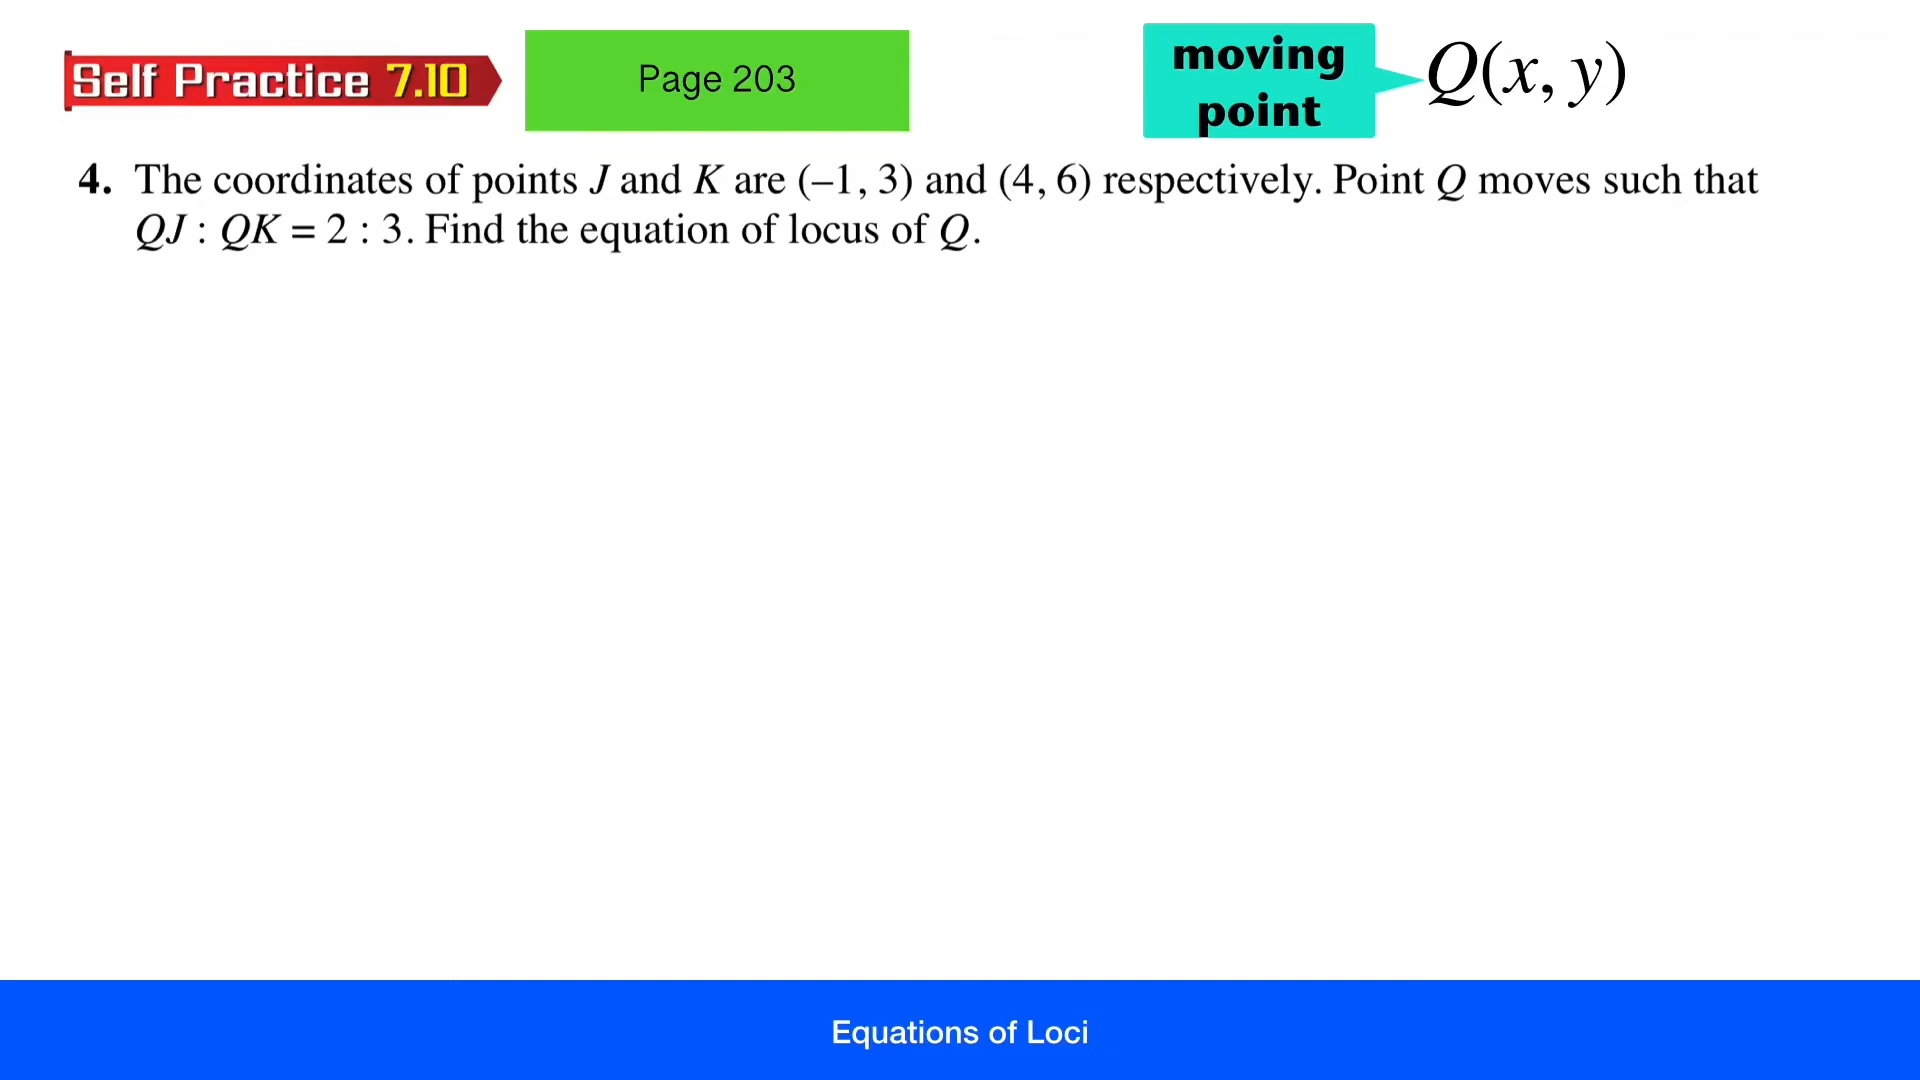 Self Practice 7.10
Page 203
moving
point
Q(x, y)
4. The coordinates of points J and K are (–1, 3) and (4, 6) respectively. Point Q moves such that
QJ : QK = 2 : 3. Find the equation of locus of Q.
Equations of Loci